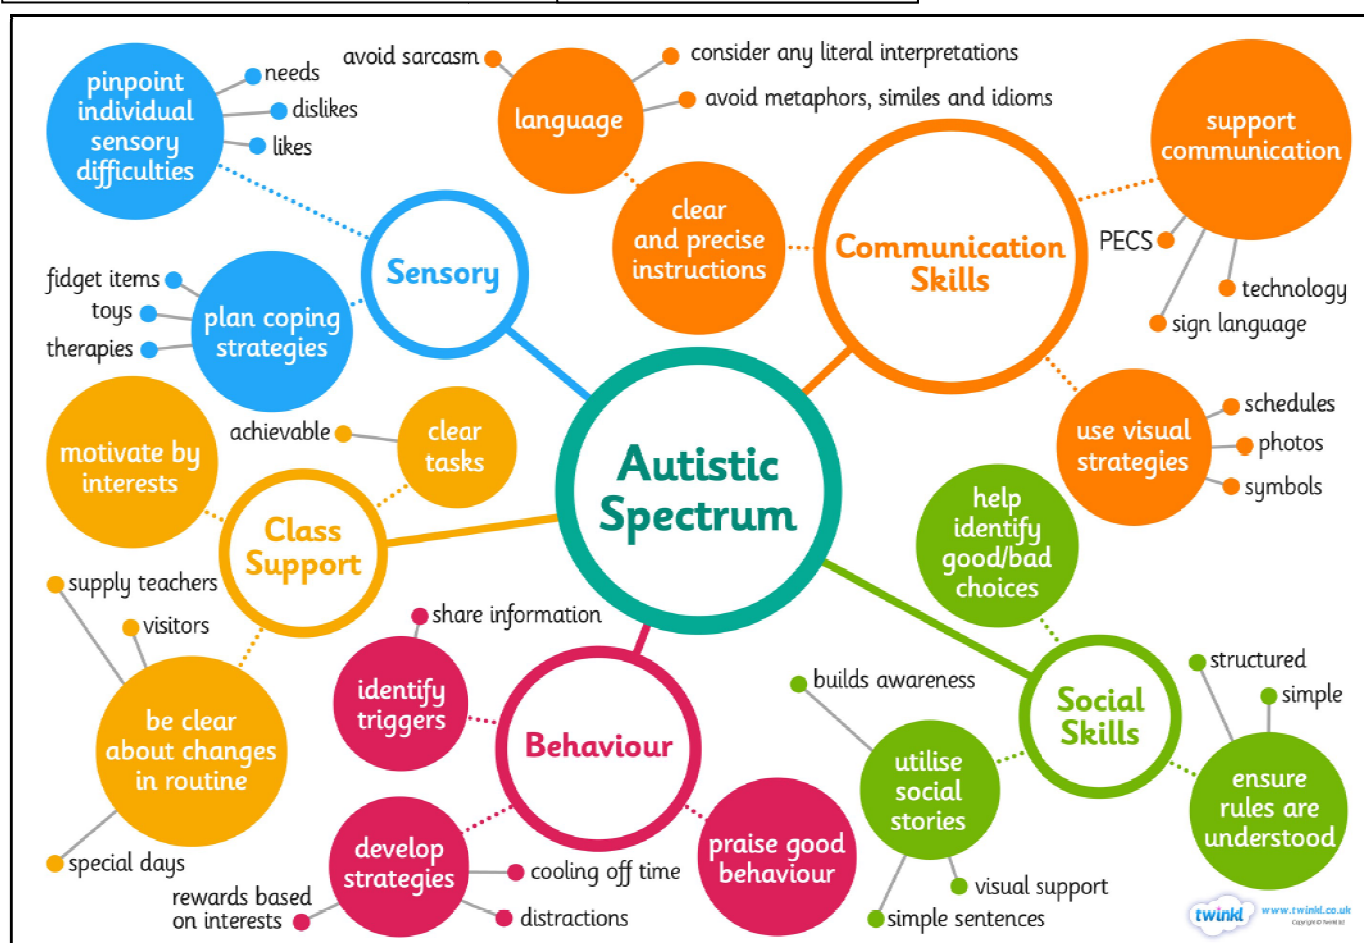 pinpoint
individual
sensory
difficulties
needs
dislikes
likes
Sensory
fidget items
toys
therapies
plan coping
strategies
avoid sarcasm
language
consider any literal interpretations
avoid metaphors, similes and idioms
clear
and precise
instructions
Communication
Skills
support
communication
PECS
technology
sign language
use visual
strategies
schedules
photos
symbols
Autistic
Spectrum
motivate by
interests
achievable
clear
tasks
Class
Support
supply teachers
visitors
be clear
about changes
in routine
special days
share information
identify
triggers
Behaviour
develop
strategies
cooling off time
rewards based
on interests
distractions
praise good
behaviour
help
identify
good/bad
choices
Social
Skills
builds awareness
utilise
social
stories
visual support
simple sentences
structured
simple
ensure
rules are
understood
twinkl
www.twinkl.co.uk